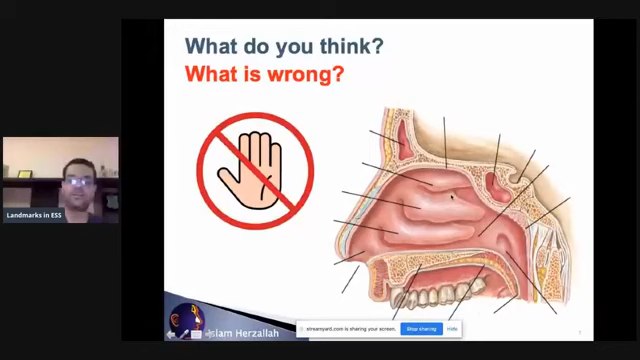 What do you think?
What is wrong?
Landmarks in ESS
slam Herzallah
streamyard.com is sharing your screen.
Stop sharing
Hide